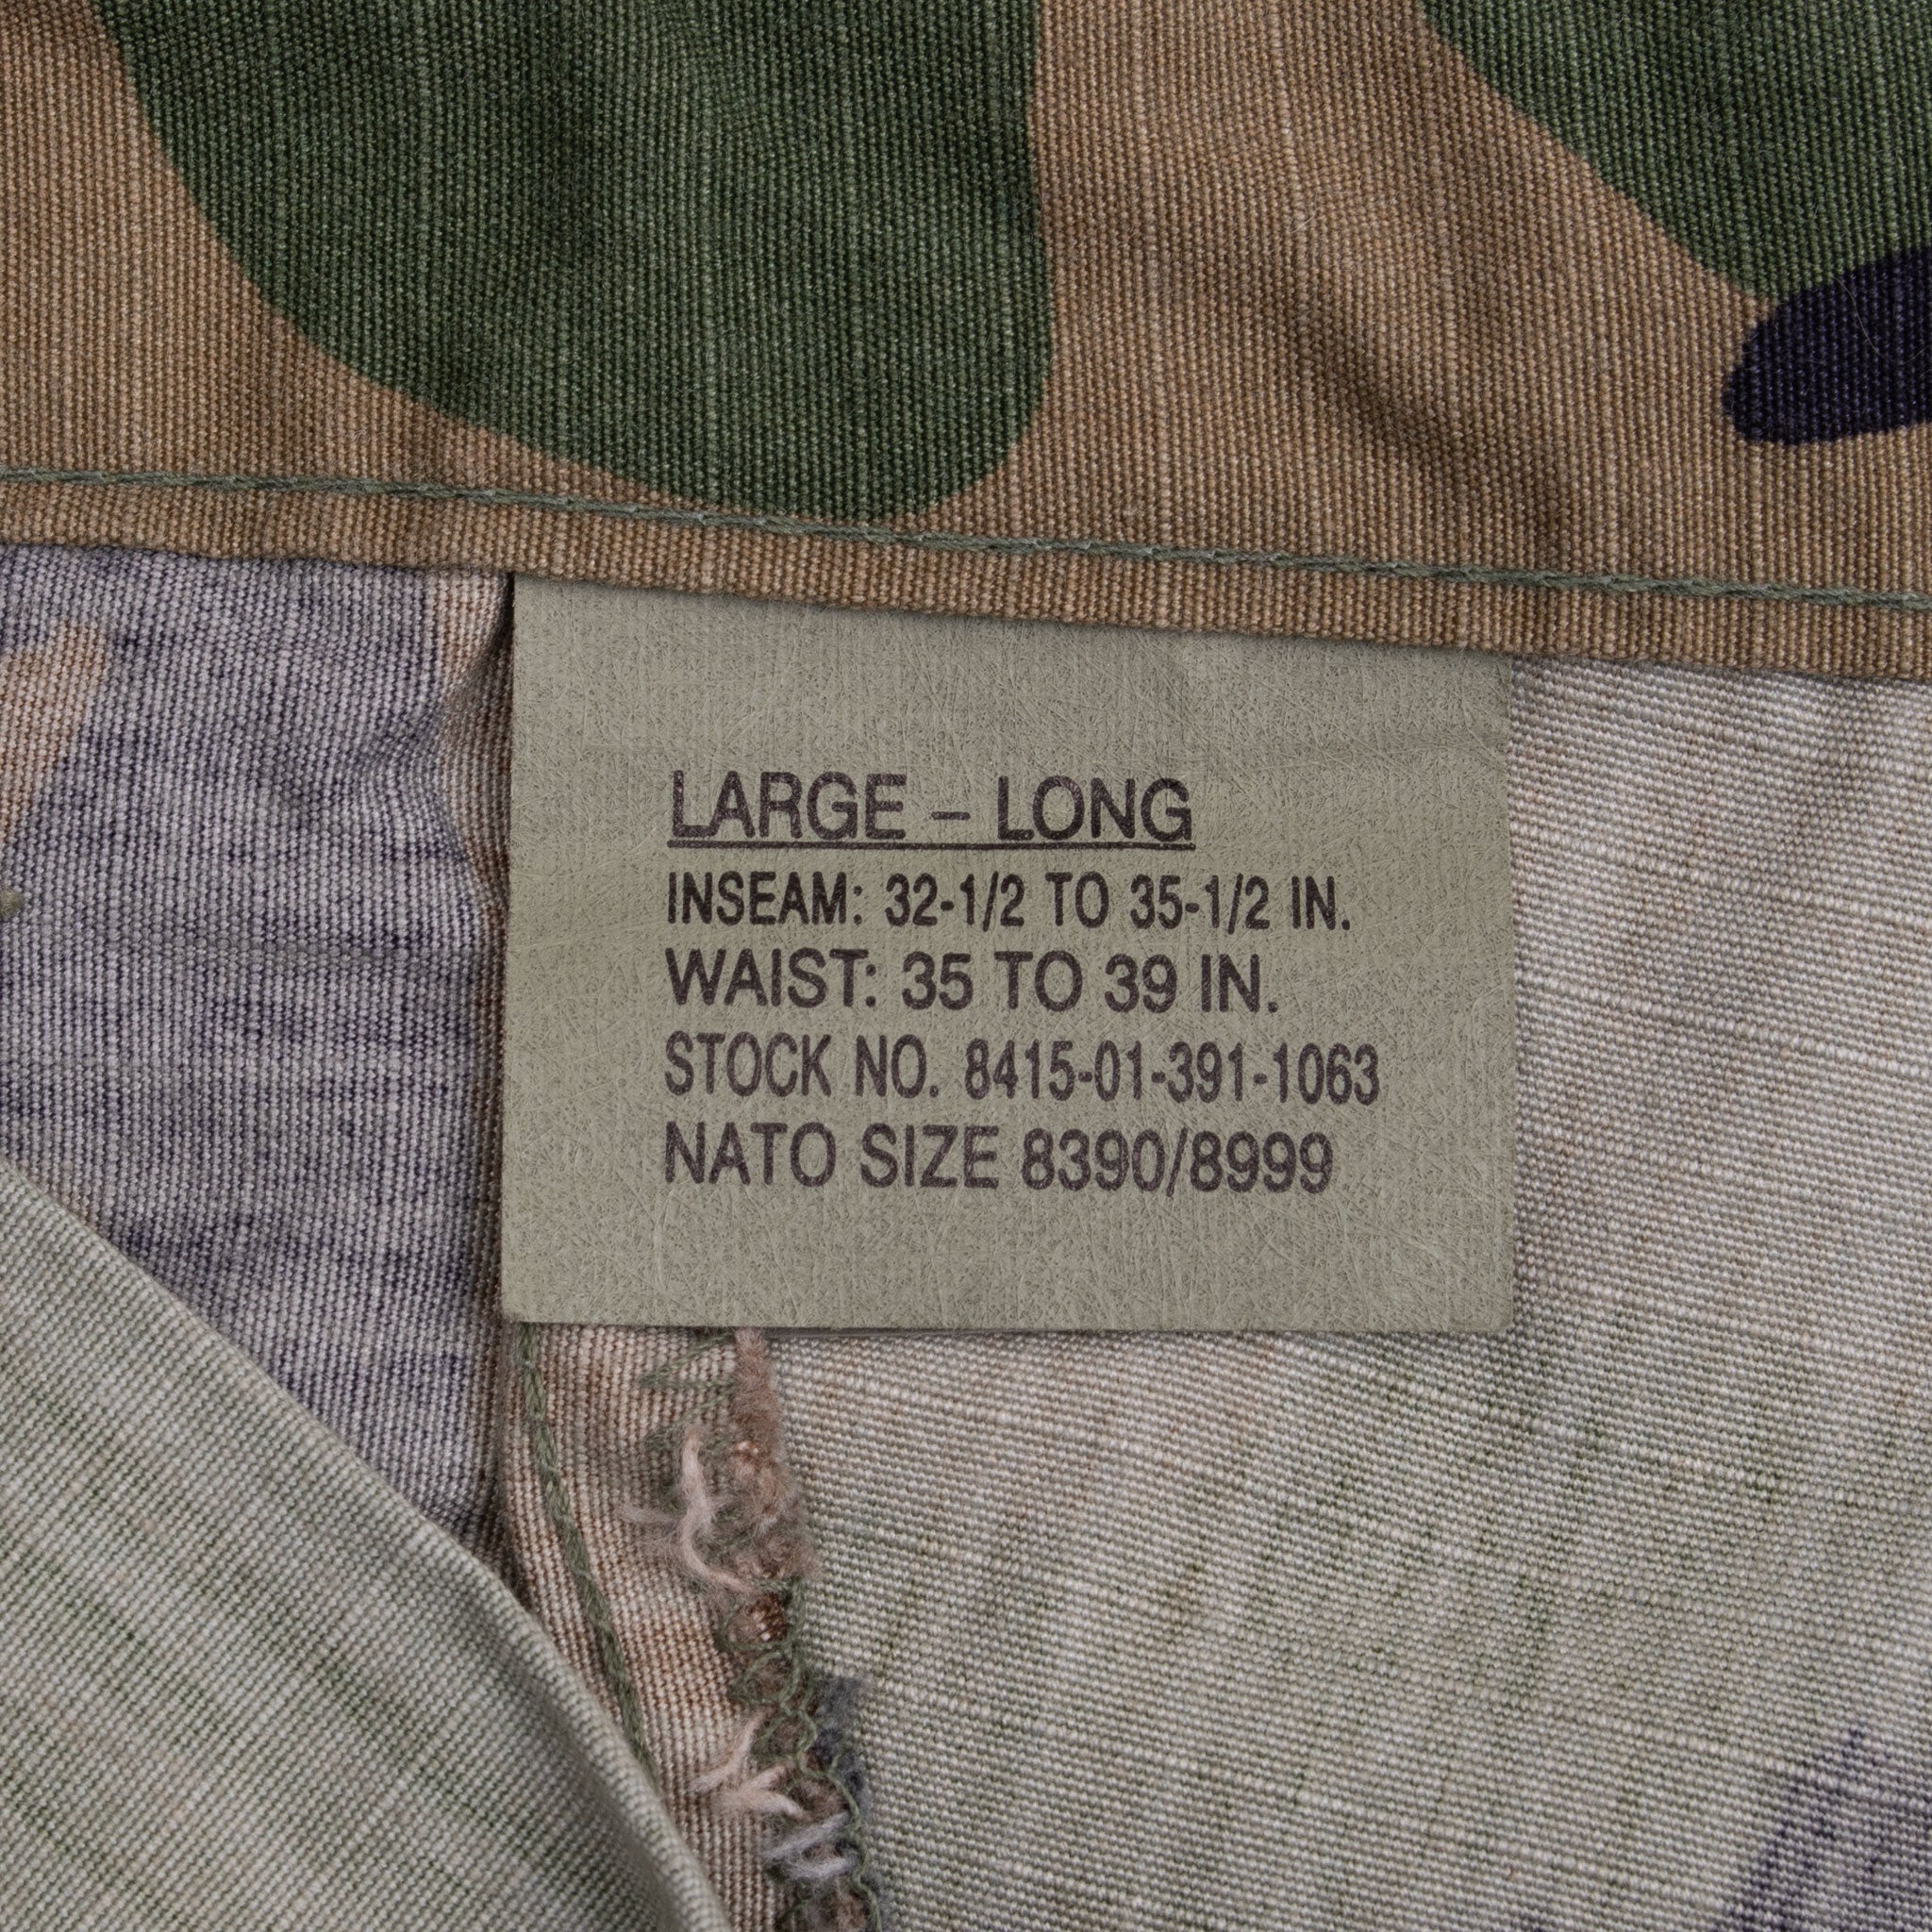 LARGE – LONG
INSEAM: 32-1/2 TO 35-1/2 IN.
WAIST: 35 TO 39 IN.
STOCK NO. 8415-01-391-1063
NATO SIZE 8390/8999